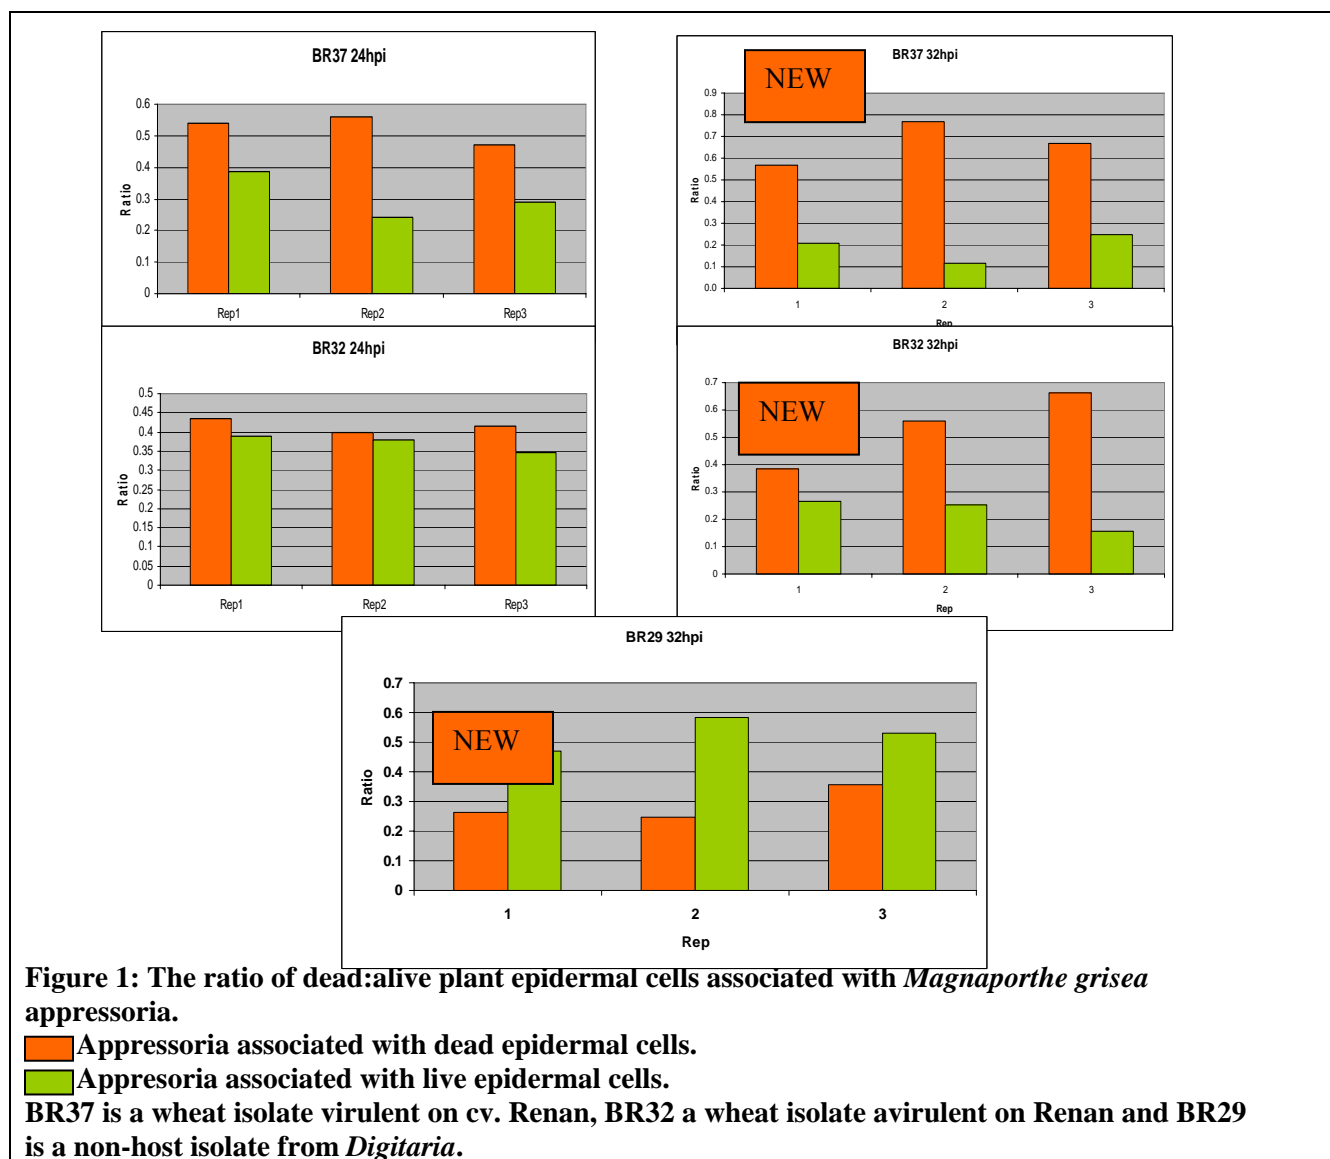 BR37 24hpi
0.6
0.5
0.4
0.3
0.2
0.1
0
Ratio
Rep1 Rep2 Rep3
BR37 32hpi
NEW
0.9
0.8
0.7
0.6
0.5
0.4
0.3
0.2
0.1
0.0
Ratio
1 2 3
Rep
BR32 24hpi
0.5
0.45
0.4
0.35
0.3
0.25
0.2
0.15
0.1
0.05
0
Ratio
Rep1 Rep2 Rep3
BR32 32hpi
NEW
0.7
0.6
0.5
0.4
0.3
0.2
0.1
0
Ratio
1 2 3
Rep
BR29 32hpi
NEW
0.7
0.6
0.5
0.4
0.3
0.2
0.1
0
Ratio
1 2 3
Rep
Figure 1: The ratio of dead:alive plant epidermal cells associated with Magnaporthe grisea
appressoria.
Appressoria associated with dead epidermal cells.
Appresoria associated with live epidermal cells.
BR37 is a wheat isolate virulent on cv. Renan, BR32 a wheat isolate avirulent on Renan and BR29
is a non-host isolate from Digitaria.